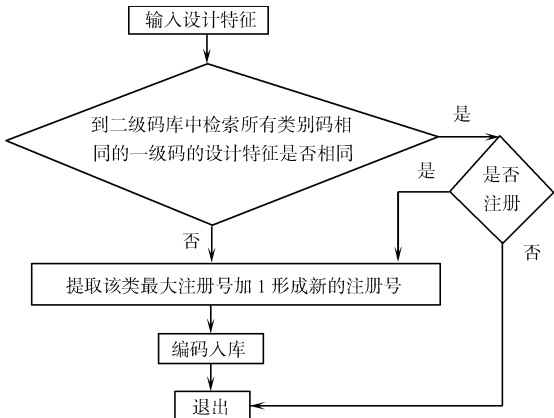 输入设计特征
到二级码库中检索所有类别码相
同的一级码的设计特征是否相同
是
是否
注册
是
否
否
提取该类最大注册号加 1 形成新的注册号
编码入库
退出